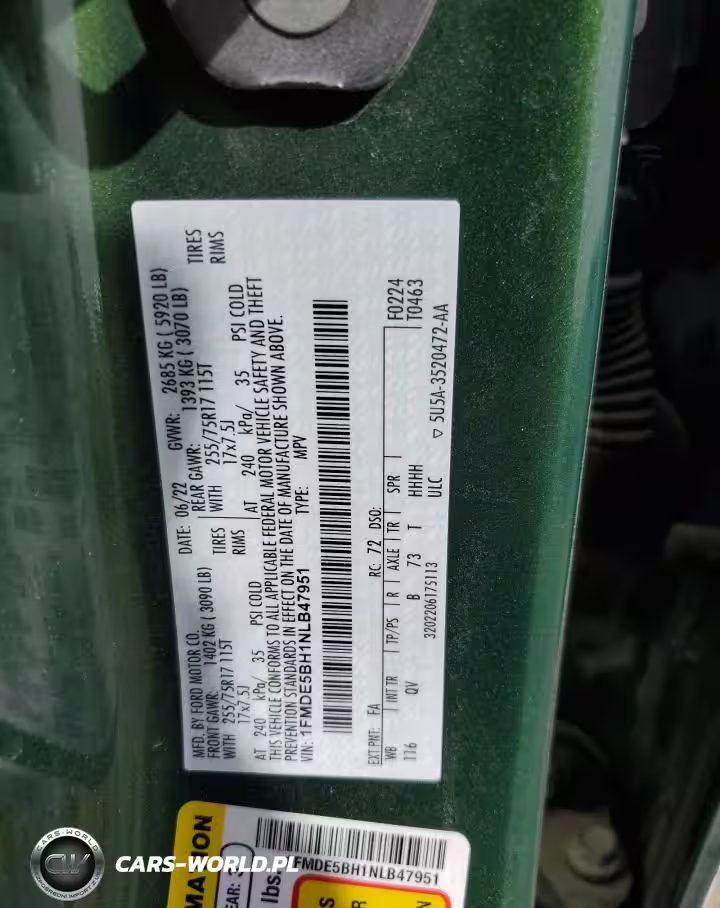 MFD. BY FORD MOTOR CO.
DATE: 06/22 GVWR: 2685 KG ( 5920 LB)
FRONT GAWR: 1402 KG ( 3090 LB)
REAR GAWR: 1393 KG ( 3070 LB)
WITH 255/75R17 115T TIRES
WITH 255/75R17 115T TIRES
17x7.5J RIMS
17x7.5J RIMS
AT 240 kPa/ 35 PSI COLD
AT 240 kPa/ 35 PSI COLD
THIS VEHICLE CONFORMS TO ALL APPLICABLE FEDERAL MOTOR VEHICLE SAFETY AND THEFT
PREVENTION STANDARDS IN EFFECT ON THE DATE OF MANUFACTURE SHOWN ABOVE.
VIN: 1FMDE5BH1NLB47951 TYPE: MPV
EXT PNT: FA RC: 72 DSO: F0224
WB INT TR TP/PS R AXLE TR SPR T0463
116 QV B 73 T HHHH
3202206175113 ULC
5U5A-3520472-AA
MATION
EAR:
lbs.
FMDE5BH1NLB47951
CARS-WORLD
CW
CARS-WORLD.PL